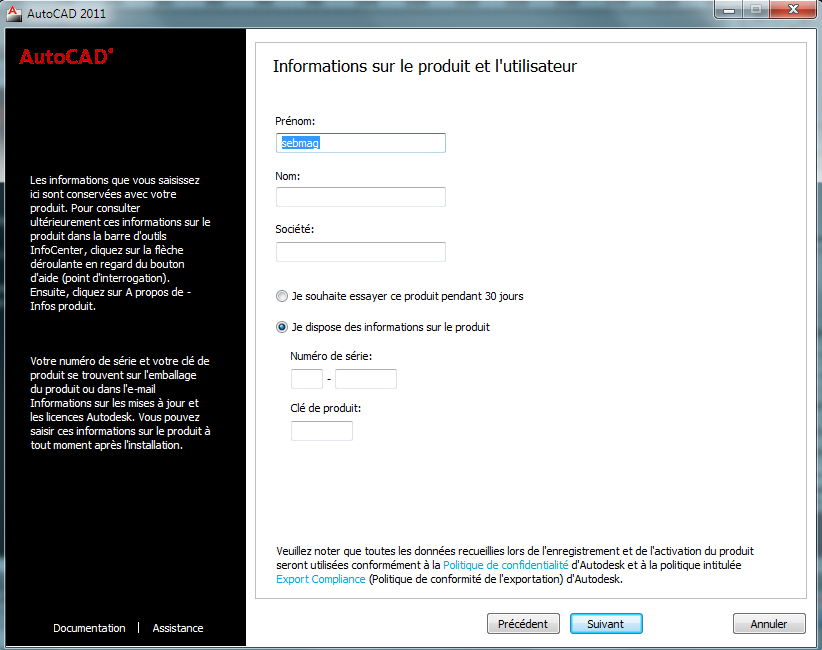 AutoCAD 2011
AutoCAD®
Les informations que vous saisissez
ici sont conservées avec votre
produit. Pour consulter
ultérieurement ces informations sur le
produit dans la barre d'outils
InfoCenter, cliquez sur la flèche
déroulante en regard du bouton
d'aide (point d'interrogation).
Ensuite, cliquez sur A propos de -
Infos produit.
Votre numéro de série et votre clé de
produit se trouvent sur l'emballage
du produit ou dans l'e-mail
Informations sur les mises à jour et
les licences Autodesk. Vous pouvez
saisir ces informations sur le produit à
tout moment après l'installation.
Documentation | Assistance
Informations sur le produit et l'utilisateur
Prénom:
sebmag
Nom:
Société:
Je souhaite essayer ce produit pendant 30 jours
Je dispose des informations sur le produit
Numéro de série:
-
Clé de produit:
Veuillez noter que toutes les données recueillies lors de l'enregistrement et de l'activation du produit
seront utilisées conformément à la Politique de confidentialité d'Autodesk et à la politique intitulée
Export Compliance (Politique de conformité de l'exportation) d'Autodesk.
Précédent Suivant Annuler